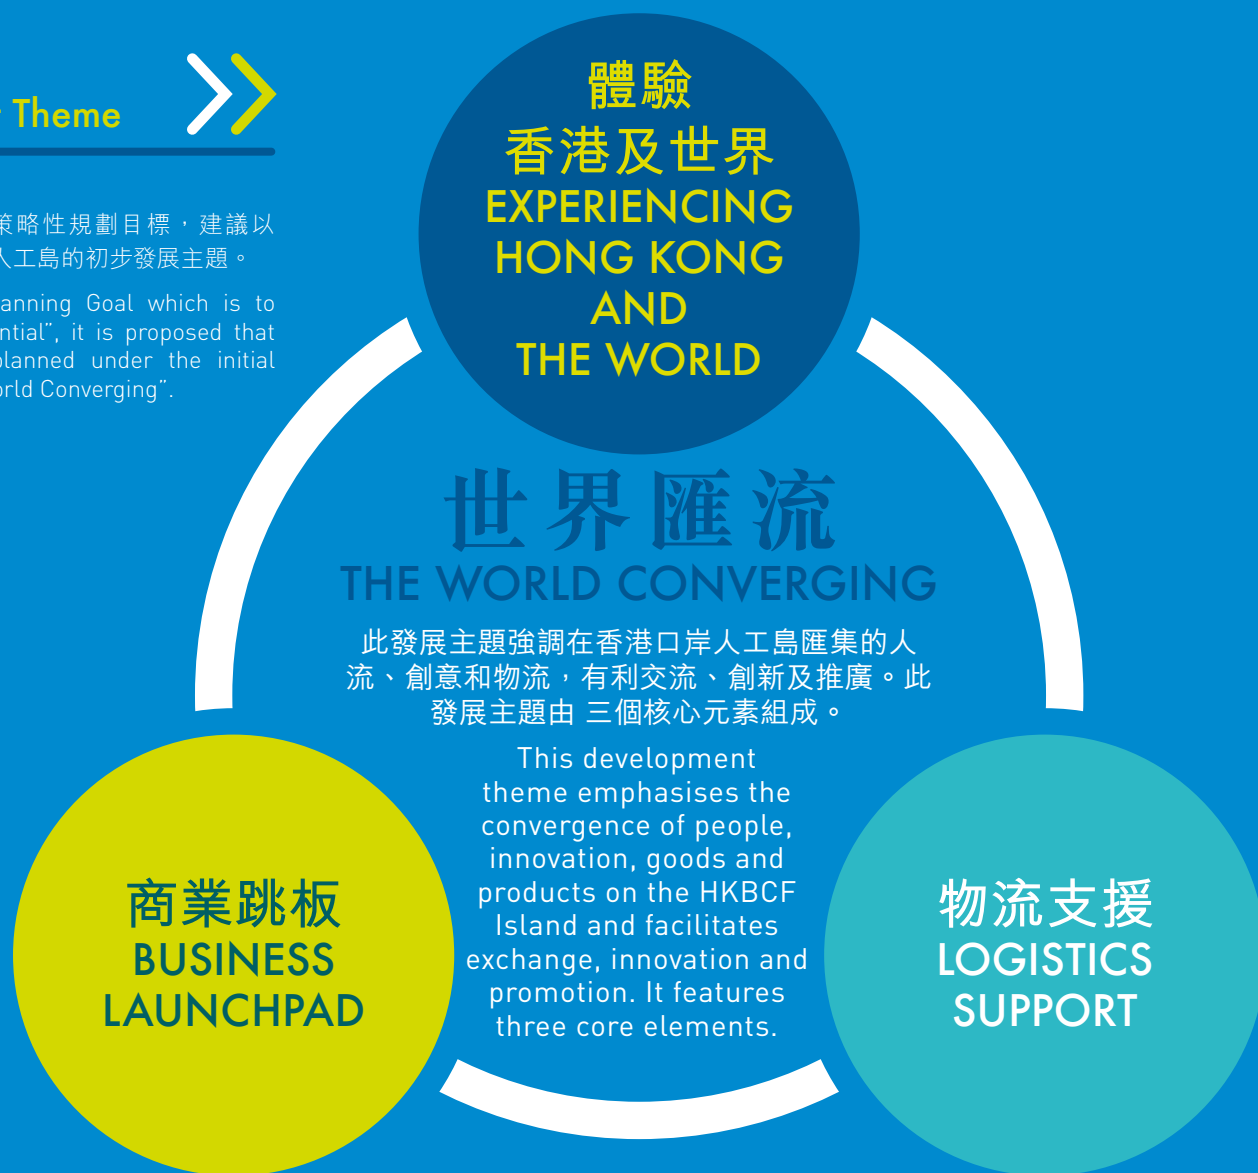 Theme
策略性規劃目標，建議以
人工島的初步發展主題。
anning Goal which is to
ntial”, it is proposed that
planned under the initial
orld Converging”.
體驗
香港及世界
EXPERIENCING
HONG KONG
AND
THE WORLD
世界匯流
THE WORLD CONVERGING
此發展主題強調在香港口岸人工島匯集的人
流、創意和物流，有利交流、創新及推廣。此
發展主題由 三個核心元素組成。
This development
theme emphasises the
convergence of people,
innovation, goods and
products on the HKBCF
Island and facilitates
exchange, innovation and
promotion. It features
three core elements.
商業跳板
BUSINESS
LAUNCHPAD
物流支援
LOGISTICS
SUPPORT